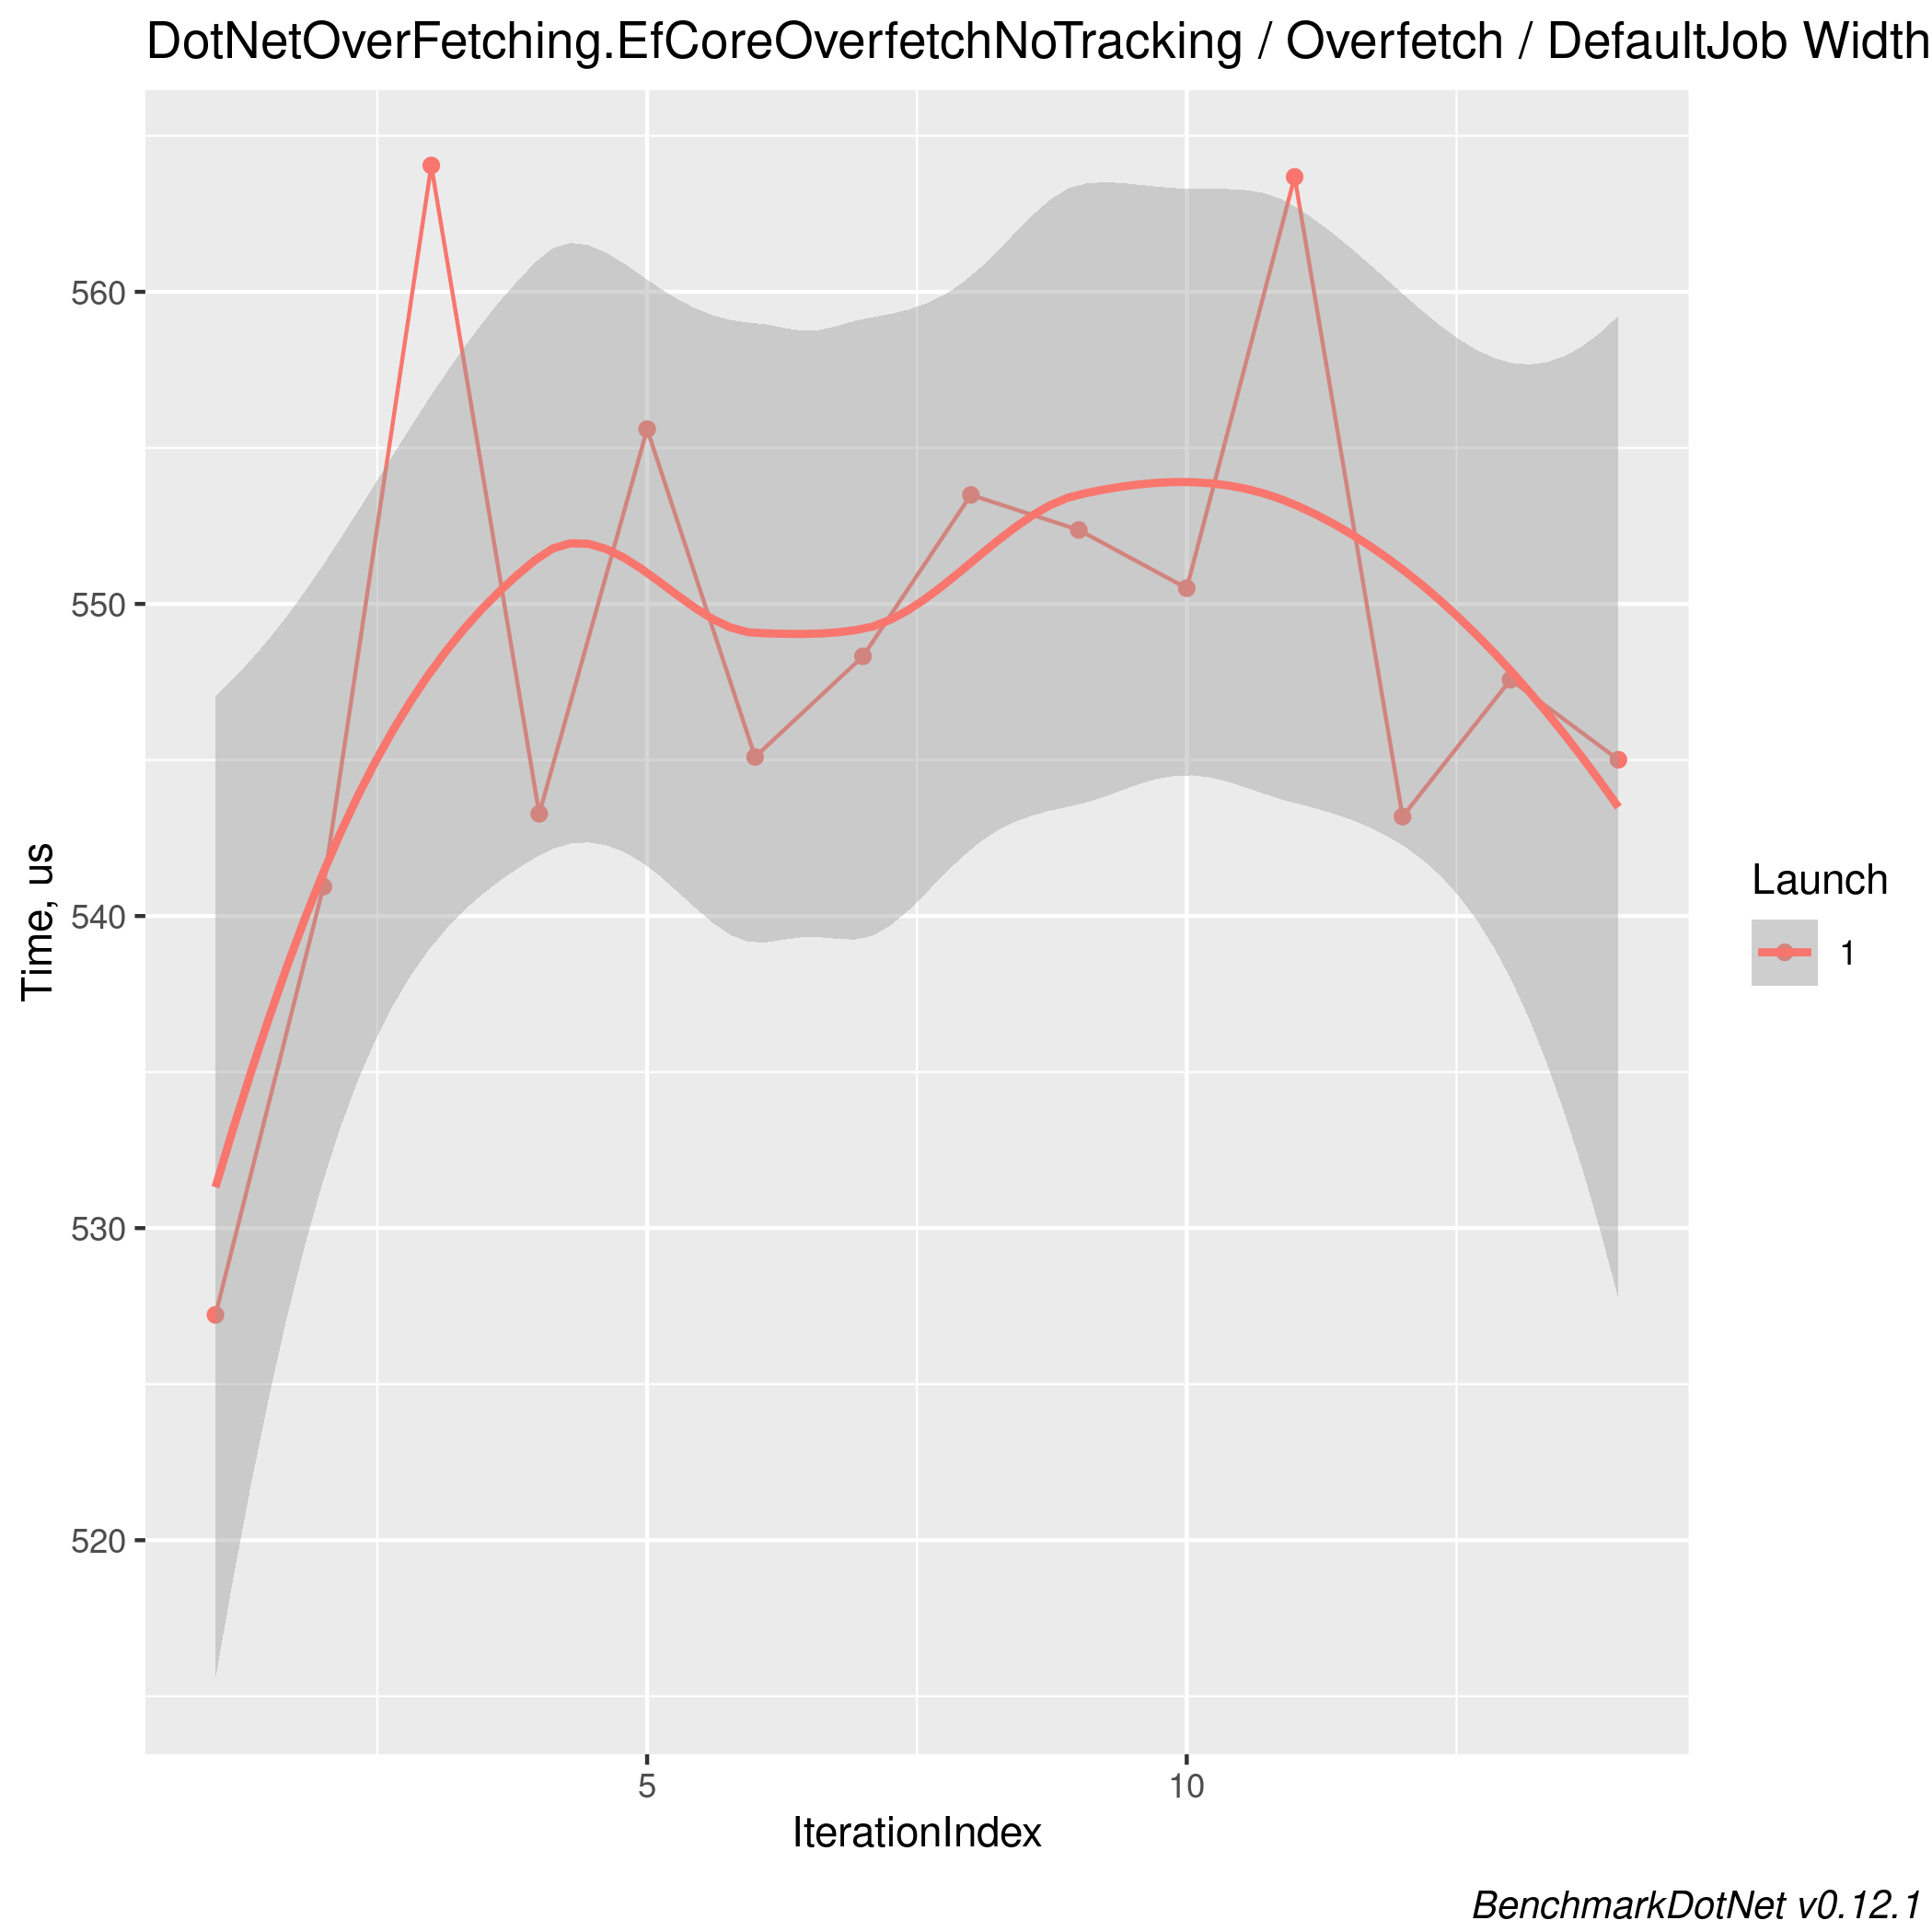 DotNetOverFetching.EfCoreOverfetchNoTracking / Overfetch / DefaultJob Width
Time, us
560
550
540
530
520
5 10
IterationIndex
Launch
1
BenchmarkDotNet v0.12.1